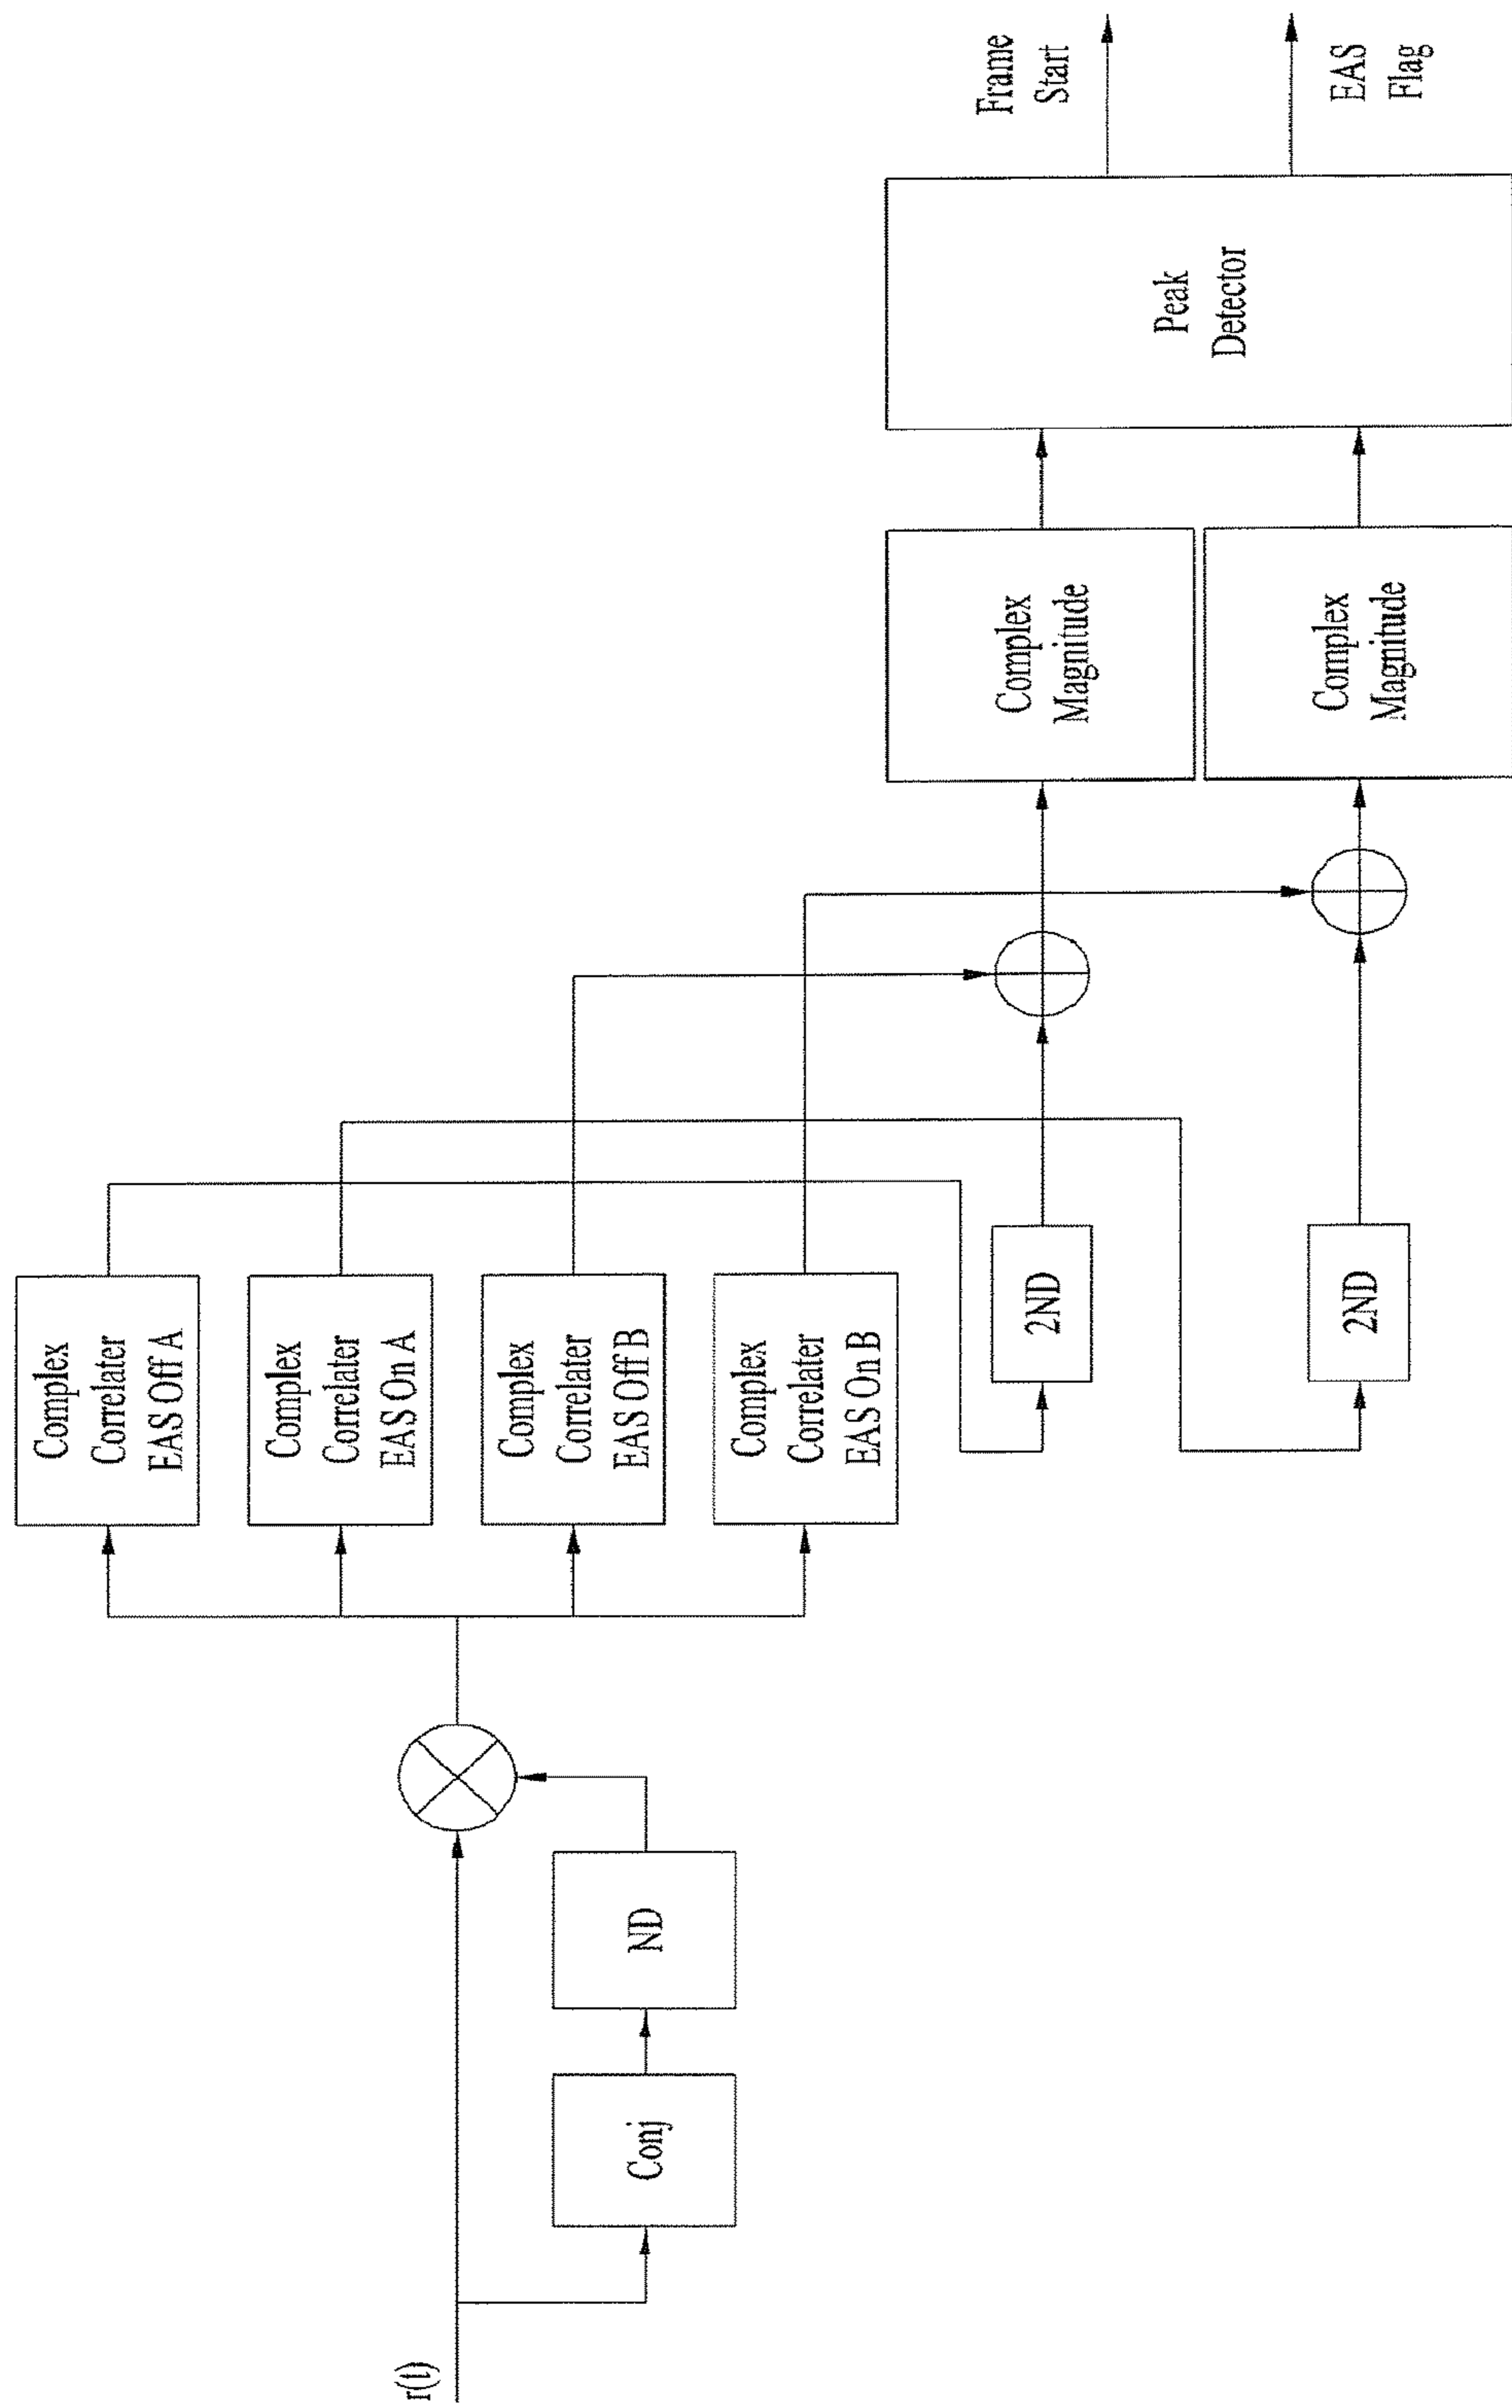 r(t)
Conj
ND
Complex
Correlater
EAS Off A
Complex
Correlater
EAS On A
Complex
Correlater
EAS Off B
Complex
Correlater
EAS On B
2ND
2ND
Complex
Magnitude
Complex
Magnitude
Peak
Detector
Frame
Start
EAS
Flag